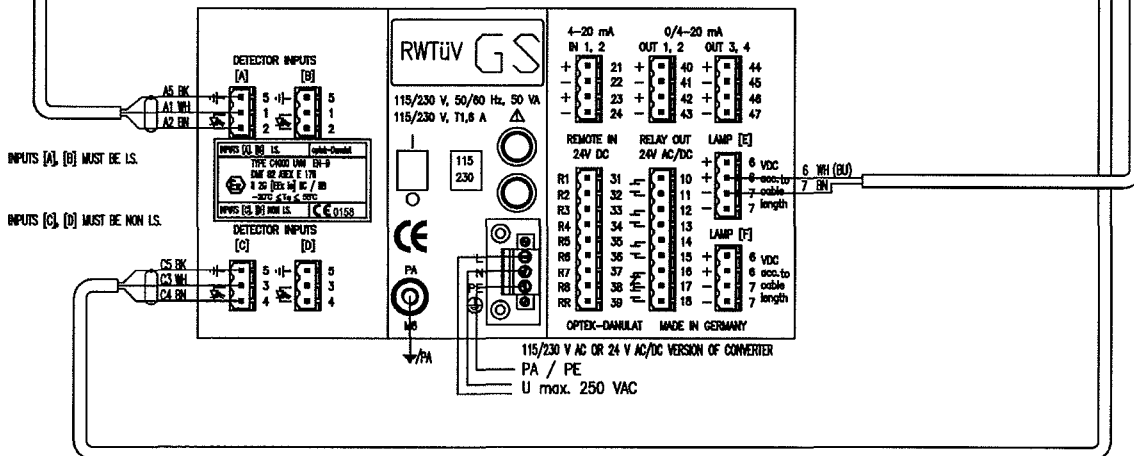 INPUTS [A], [B] MUST BE I.S.
INPUTS [C], [D] MUST BE NON I.S.
A5 BK
A1 WH
A2 BN
C5 BK
C3 WH
C4 BN
DETECTOR INPUTS
[A] [B]
5 5
1 1
2 2
INPUTS [A], [B] I.S. optek-Danulat
TYPE C4000 EN-9
DMT 02 ATEX E 178
INPUTS [C], [D] NON I.S. CE 0158
DETECTOR INPUTS
[C] [D]
5 5
3 3
4 4
RWTüV GS
115/230 V, 50/60 Hz, 50 VA
115/230 V, T1,6 A
115
230
CE
PA
M6
/PA
L
N
PE
4-20 mA 0/4-20 mA
IN 1, 2 OUT 1, 2 OUT 3, 4
+ 21 + 40 + 44
- 22 - 41 - 45
+ 23 + 42 + 46
- 24 - 43 - 47
REMOTE IN RELAY OUT LAMP [E]
24V DC 24V AC/DC
R1 31 10
R2 32 11
R3 33 12
R4 34 13
R5 35 14
R6 36 15
R7 37 16
R8 38 17
RR 39 18
+ 6 VDC
+ 6 acc.to
- 7 cable
- 7 length
6 WH (BU)
7 BN
LAMP [F]
+ 6 VDC
+ 6 acc.to
- 7 cable
- 7 length
OPTEK-DANULAT MADE IN GERMANY
115/230 V AC OR 24 V AC/DC VERSION OF CONVERTER
PA / PE
U max. 250 VAC